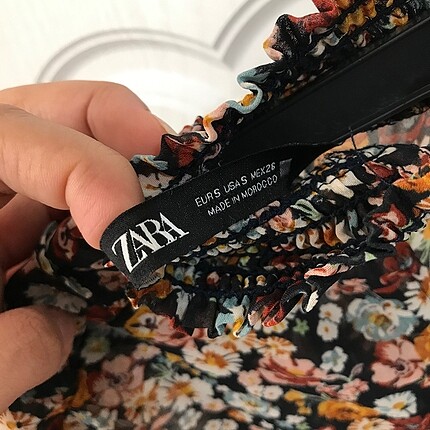 ZARA
EUR S USA S MEX 26
MADE IN MOROCCO